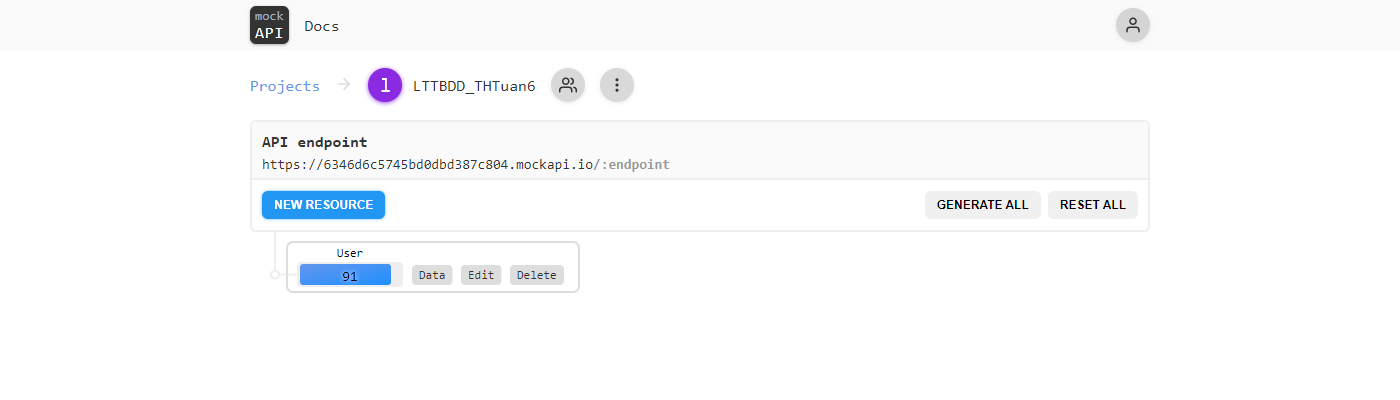 mock
API
Docs
Projects
1
LTTBDD_THTuan6
API endpoint
https://6346d6c5745bd0dbd387c804.mockapi.io/:endpoint
NEW RESOURCE
GENERATE ALL
RESET ALL
User
91
Data
Edit
Delete